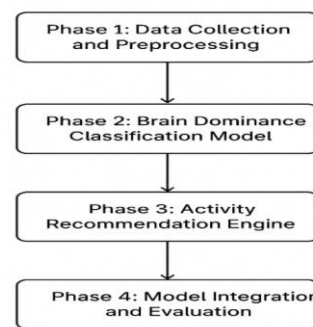 Phase 1: Data Collection
and Preprocessing
Phase 2: Brain Dominance
Classification Model
Phase 3: Activity
Recommendation Engine
Phase 4: Model Integration
and Evaluation